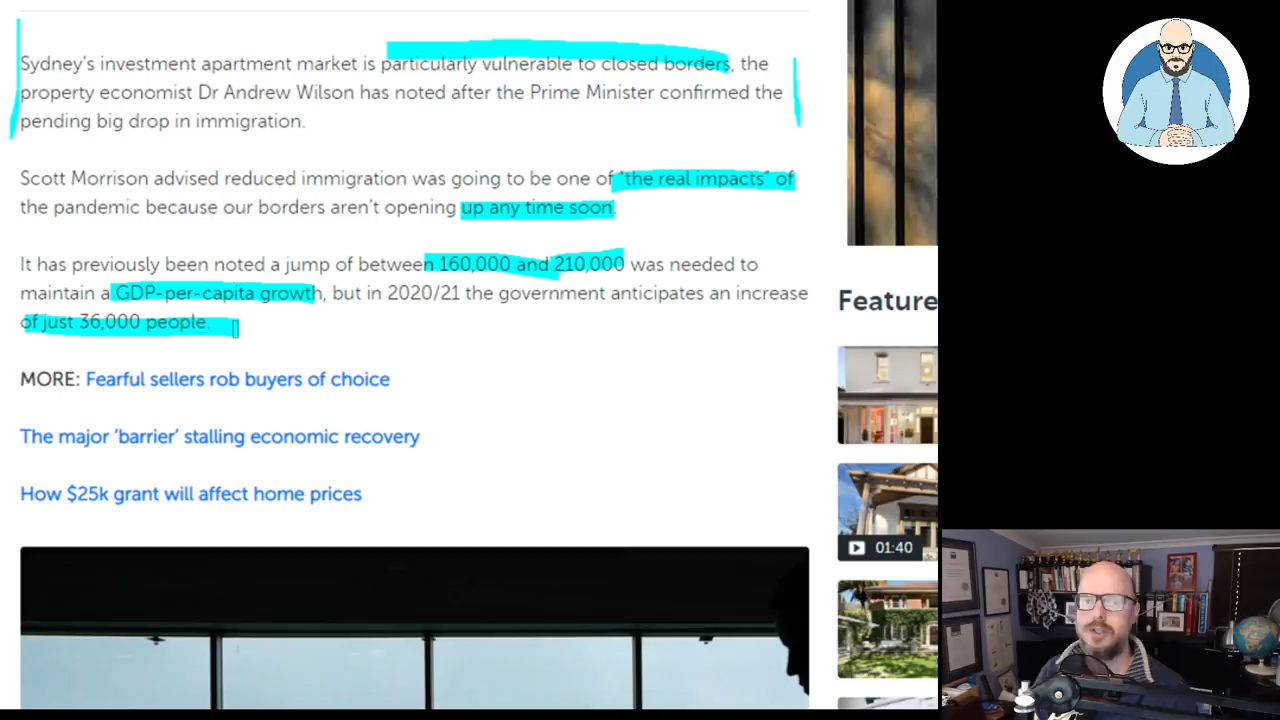 Sydney's investment apartment market is particularly vulnerable to closed borders, the
property economist Dr Andrew Wilson has noted after the Prime Minister confirmed the
pending big drop in immigration.
Scott Morrison advised reduced immigration was going to be one of "the real impacts" of
the pandemic because our borders aren't opening up any time soon.
It has previously been noted a jump of between 160,000 and 210,000 was needed to
maintain a GDP-per-capita growth, but in 2020/21 the government anticipates an increase
of just 36,000 people.
MORE: Fearful sellers rob buyers of choice
The major 'barrier' stalling economic recovery
How $25k grant will affect home prices
Feature
01:40